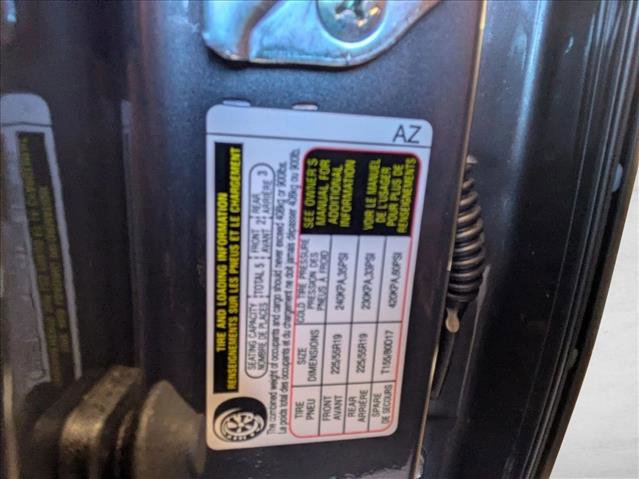 TIRE AND LOADING INFORMATION
RENSEIGNEMENTS SUR LES PNEUS ET LE CHARGEMENT
SEATING CAPACITY
NOMBRE DE PLACES
TOTAL 5
FRONT
AVANT 2
REAR
ARRIÈRE 3
The combined weight of occupants and cargo should never exceed 408kg or 900lbs.
Le poids total des occupants et du chargement ne doit jamais dépasser 408kg ou 900lb.
TIRE
PNEU
SIZE
DIMENSIONS
COLD TIRE PRESSURE
PRESSION DES
PNEUS A FROID
SEE OWNER'S
MANUAL FOR
ADDITIONAL
INFORMATION
FRONT
AVANT
225/55R19
240KPA,35PSI
REAR
ARRIÈRE
225/55R19
230KPA,33PSI
VOIR LE MANUEL
DE L'USAGER
POUR PLUS DE
RENSEIGNEMENTS
SPARE
DE SECOURS
T155/80D17
420KPA,60PSI
AZ